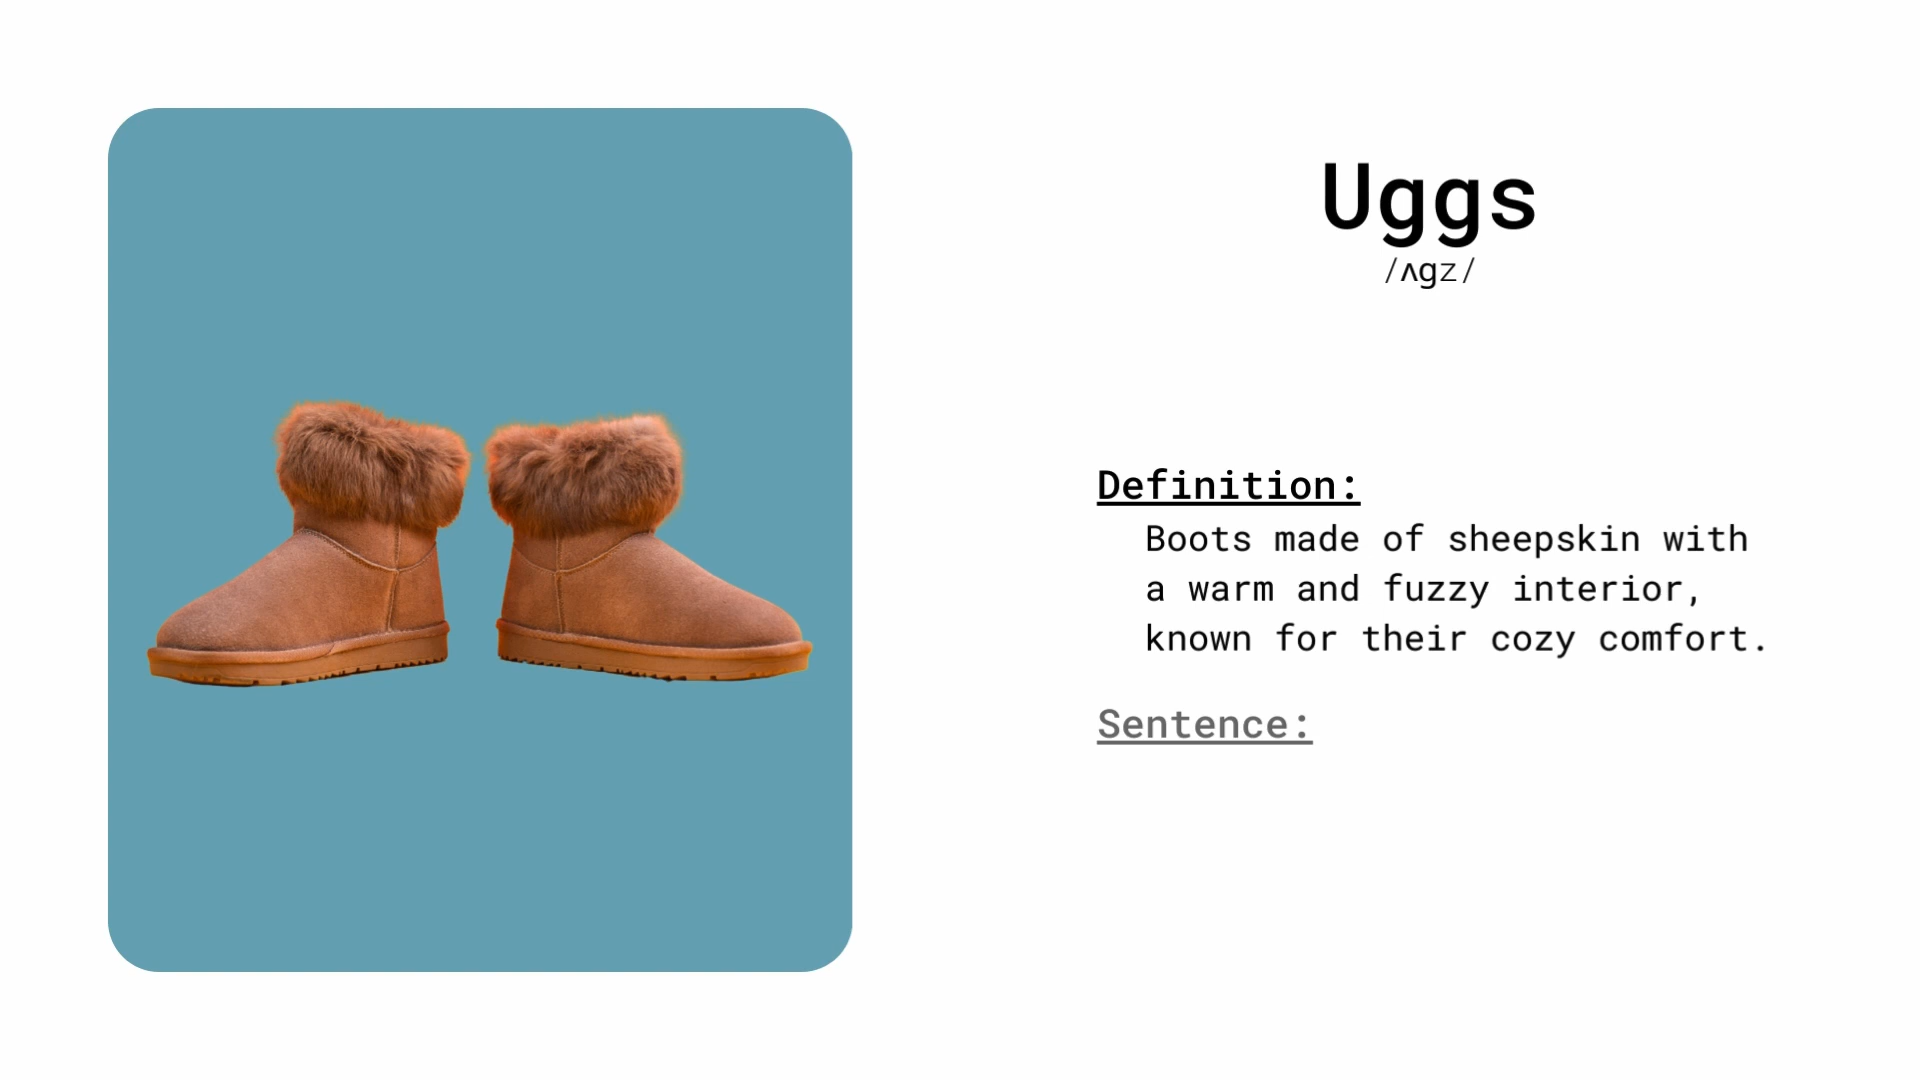 Uggs
/ʌgz/
Definition:
Boots made of sheepskin with
a warm and fuzzy interior,
known for their cozy comfort.
Sentence: